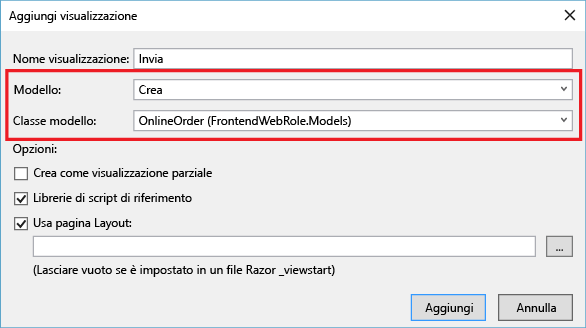 Aggiungi visualizzazione
Nome visualizzazione: Invia
Modello: Crea
Classe modello: OnlineOrder (FrontendWebRole.Models)
Opzioni:
Crea come visualizzazione parziale
Librerie di script di riferimento
Usa pagina Layout:
...
(Lasciare vuoto se è impostato in un file Razor _viewstart)
Aggiungi Annulla